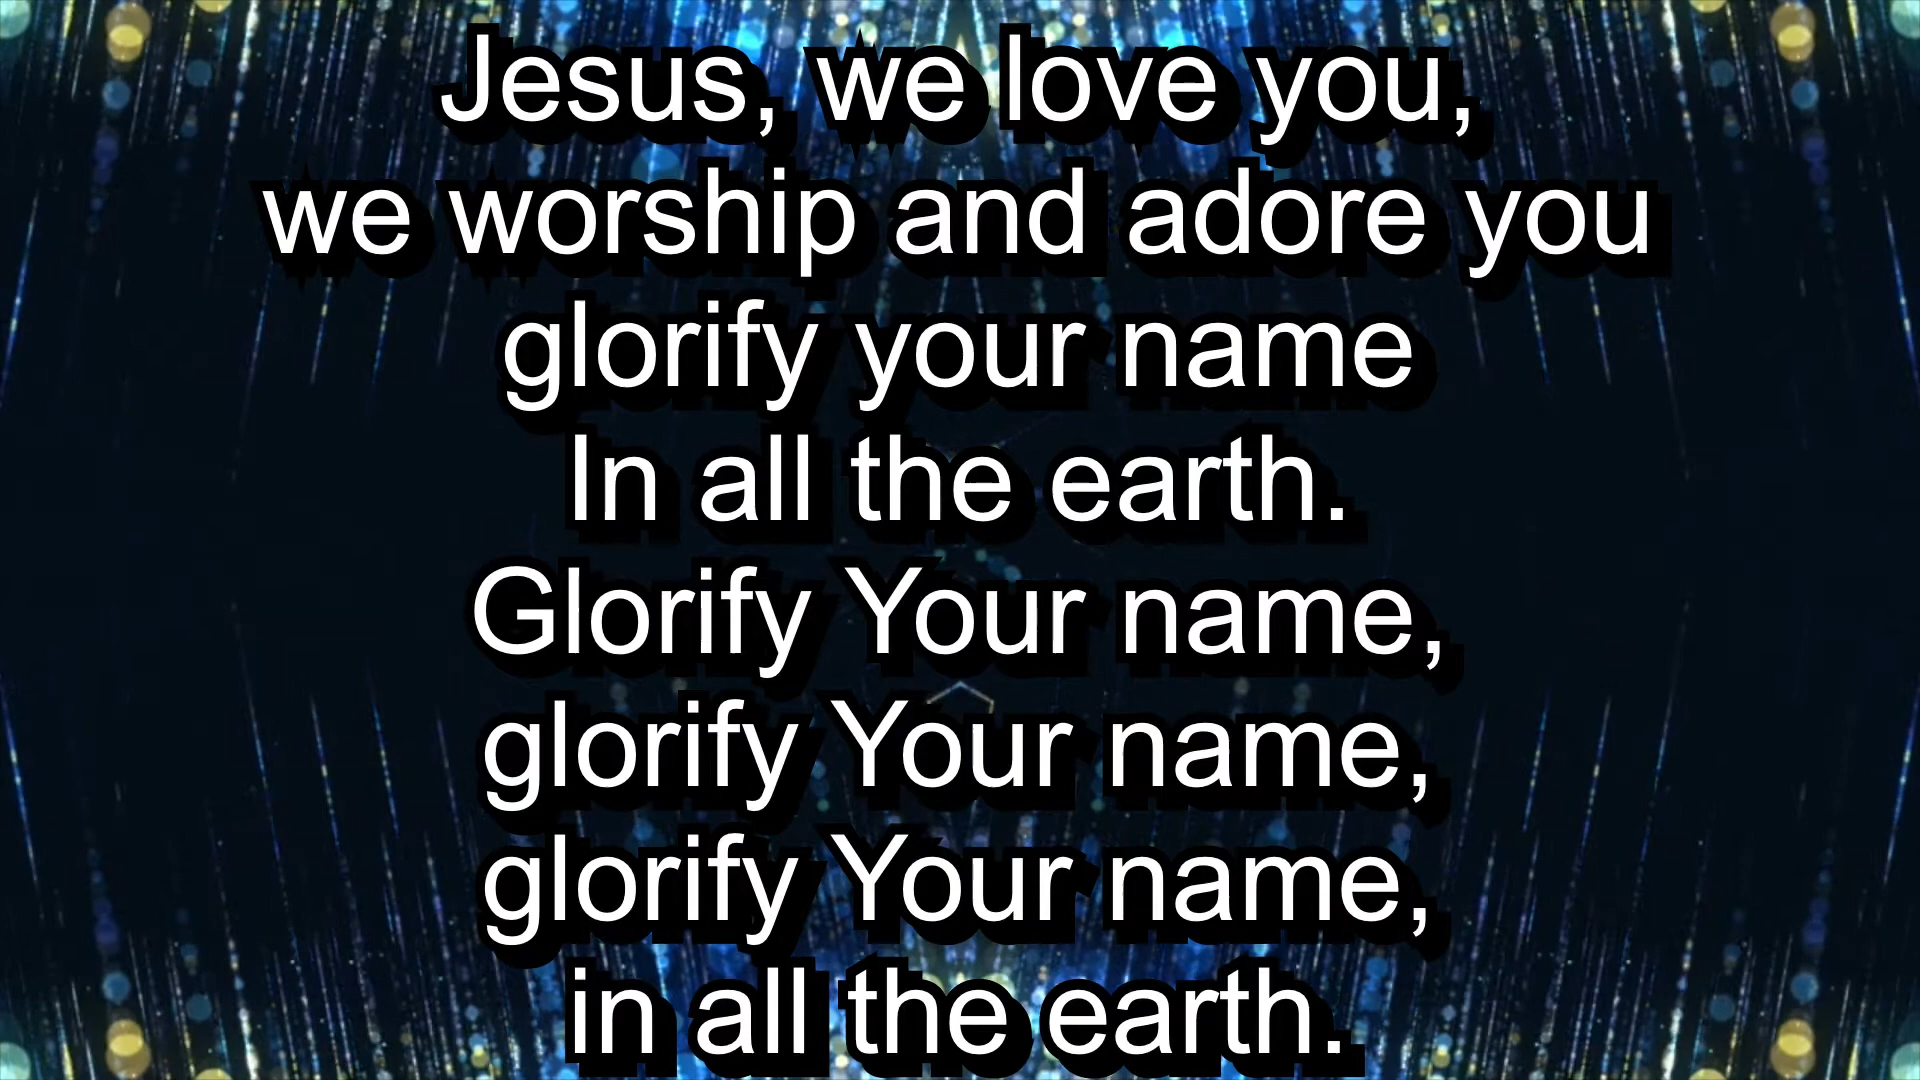 Jesus, we love you,
we worship and adore you
glorify your name
In all the earth.
Glorify Your name,
glorify Your name,
glorify Your name,
in all the earth.